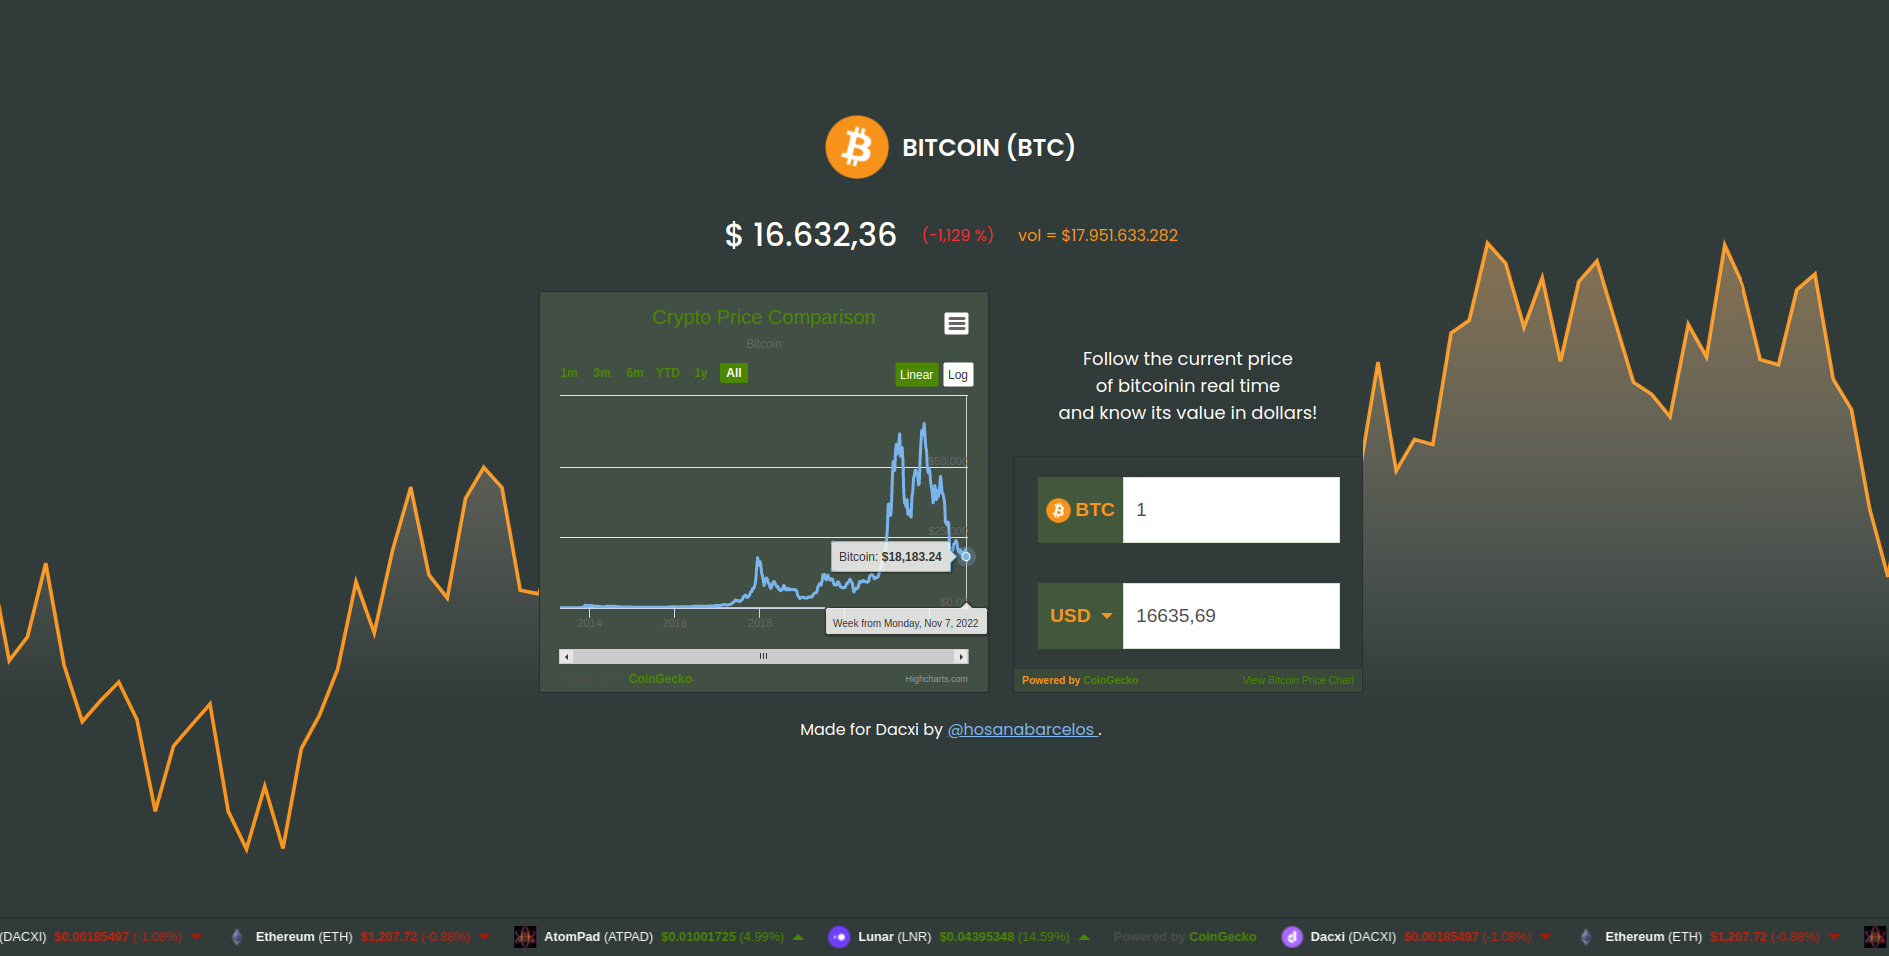 BITCOIN (BTC)
$ 16.632,36 (-1,129 %) vol = $17.951.633.282
Crypto Price Comparison
Bitcoin
1m 3m 6m YTD 1y All Linear Log
$50.000
$25.000
Bitcoin: $18,183.24
$0.00
2014 2016 2018
Week from Monday, Nov 7, 2022
CoinGecko Highcharts.com
Follow the current price
of bitcoinin real time
and know its value in dollars!
BTC 1
USD 16635,69
Powered by CoinGecko View Bitcoin Price Chart
Made for Dacxi by @hosanabarcelos .
(DACXI) $0.00185497 (-1.08%) Ethereum (ETH) $1,207.72 (-0.88%) AtomPad (ATPAD) $0.01001725 (4.99%) Lunar (LNR) $0.04395348 (14.59%) Powered by CoinGecko Dacxi (DACXI) $0.00185497 (-1.08%) Ethereum (ETH) $1,207.72 (-0.88%)